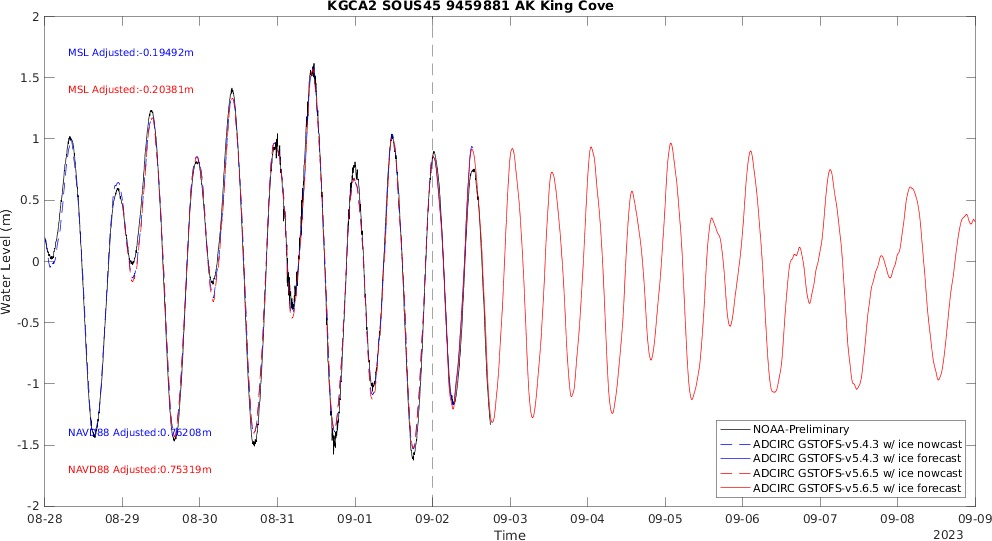 KGCA2 SOUS45 9459881 AK King Cove
2
1.5
1
0.5
0
-0.5
-1
-1.5
-2
Water Level (m)
MSL Adjusted:-0.19492m
MSL Adjusted:-0.20381m
NAVD88 Adjusted:0.76208m
NAVD88 Adjusted:0.75319m
NOAA-Preliminary
ADCIRC GSTOFS-v5.4.3 w/ ice nowcast
ADCIRC GSTOFS-v5.4.3 w/ ice forecast
ADCIRC GSTOFS-v5.6.5 w/ ice nowcast
ADCIRC GSTOFS-v5.6.5 w/ ice forecast
08-28 08-29 08-30 08-31 09-01 09-02 09-03 09-04 09-05 09-06 09-07 09-08 09-09
Time
2023